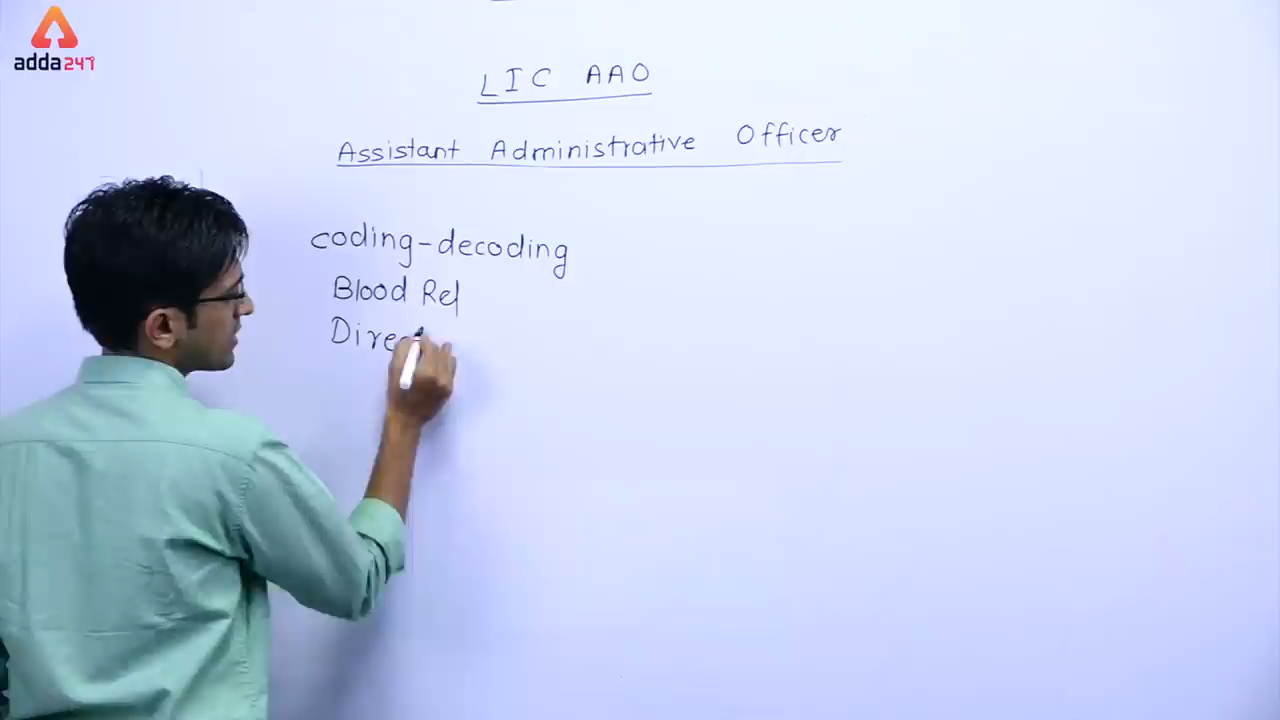 adda247
LIC AAO
Assistant Administrative Officer
coding-decoding
Blood Rel
Dire